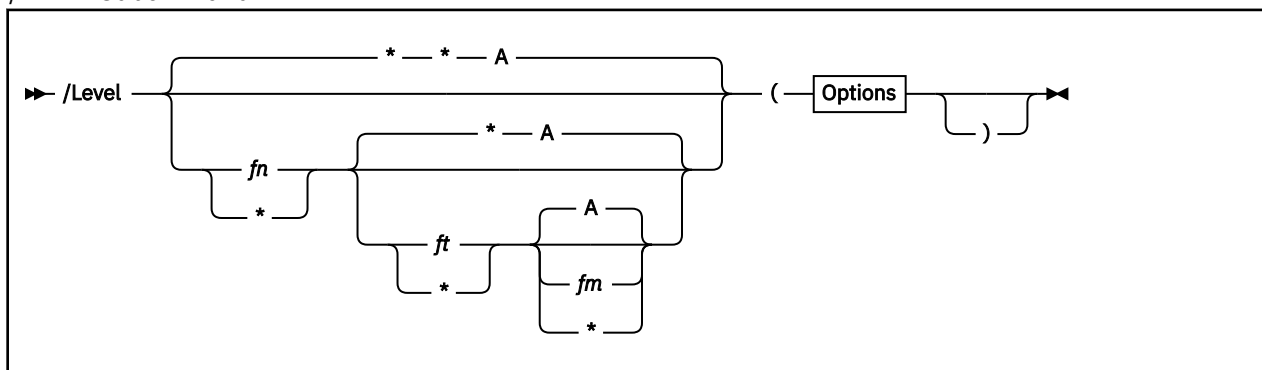 * * A
/Level ( Options
* A )
fn
* A
ft
* fm
*